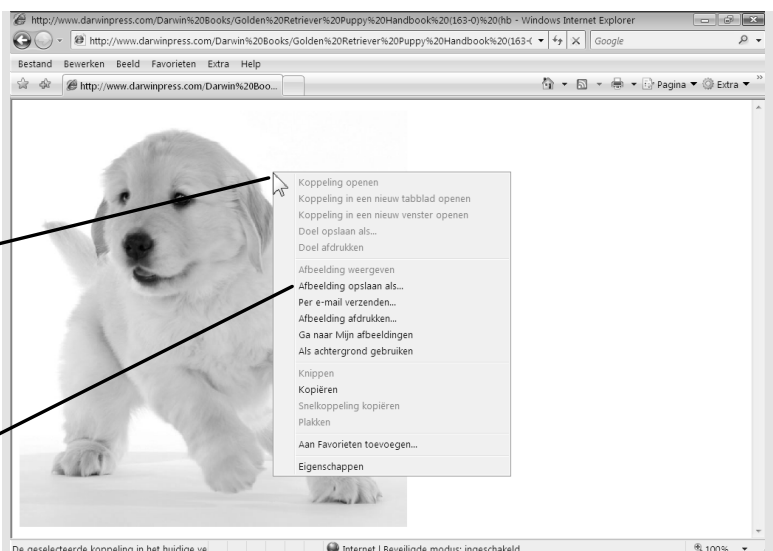 http://www.darwinpress.com/Darwin%20Books/Golden%20Retriever%20Puppy%20Handbook%20(163-0)%20(hb - Windows Internet Explorer
http://www.darwinpress.com/Darwin%20Books/Golden%20Retriever%20Puppy%20Handbook%20(163-
Google
Bestand Bewerken Beeld Favorieten Extra Help
http://www.darwinpress.com/Darwin%20Boo...
Pagina
Extra
Koppeling openen
Koppeling in een nieuw tabblad openen
Koppeling in een nieuw venster openen
Doel opslaan als...
Doel afdrukken
Afbeelding weergeven
Afbeelding opslaan als...
Per e-mail verzenden...
Afbeelding afdrukken...
Ga naar Mijn afbeeldingen
Als achtergrond gebruiken
Knippen
Kopiëren
Snelkoppeling kopiëren
Plakken
Aan Favorieten toevoegen...
Eigenschappen
De geselecteerde koppeling in het huidige ve
Internet | Beveiligde modus: ingeschakeld
100%